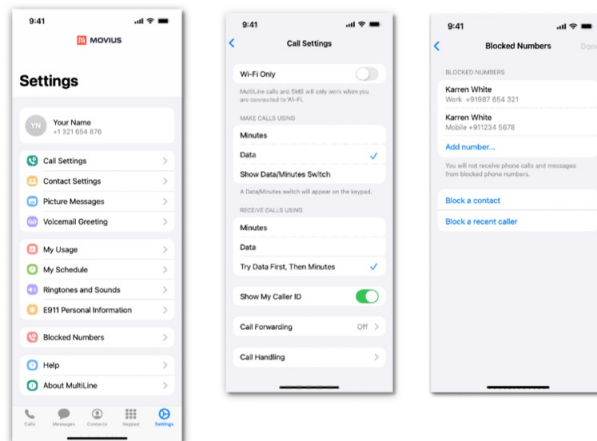 9:41
MOVIUS
Settings
YN
Your Name
+1 321 654 876
Call Settings
Contact Settings
Picture Messages
Voicemail Greeting
My Usage
My Schedule
Ringtones and Sounds
E911 Personal Information
Blocked Numbers
Help
About MultiLine
Calls
Messages
Contacts
Keypad
Settings
9:41
Call Settings
Wi-Fi Only
MultiLine calls and SMS will only work when you
are connected to Wi-Fi.
MAKE CALLS USING
Minutes
Data
Show Data/Minutes Switch
A Data/Minutes switch will appear on the keypad.
RECEIVE CALLS USING
Minutes
Data
Try Data First, Then Minutes
Show My Caller ID
Call Forwarding Off
Call Handling
9:41
Blocked Numbers Done
BLOCKED NUMBERS
Karren White
Work +91987 654 321
Karren White
Mobile +911234 5678
Add number...
You will not receive phone calls and messages
from blocked phone numbers.
Block a contact
Block a recent caller